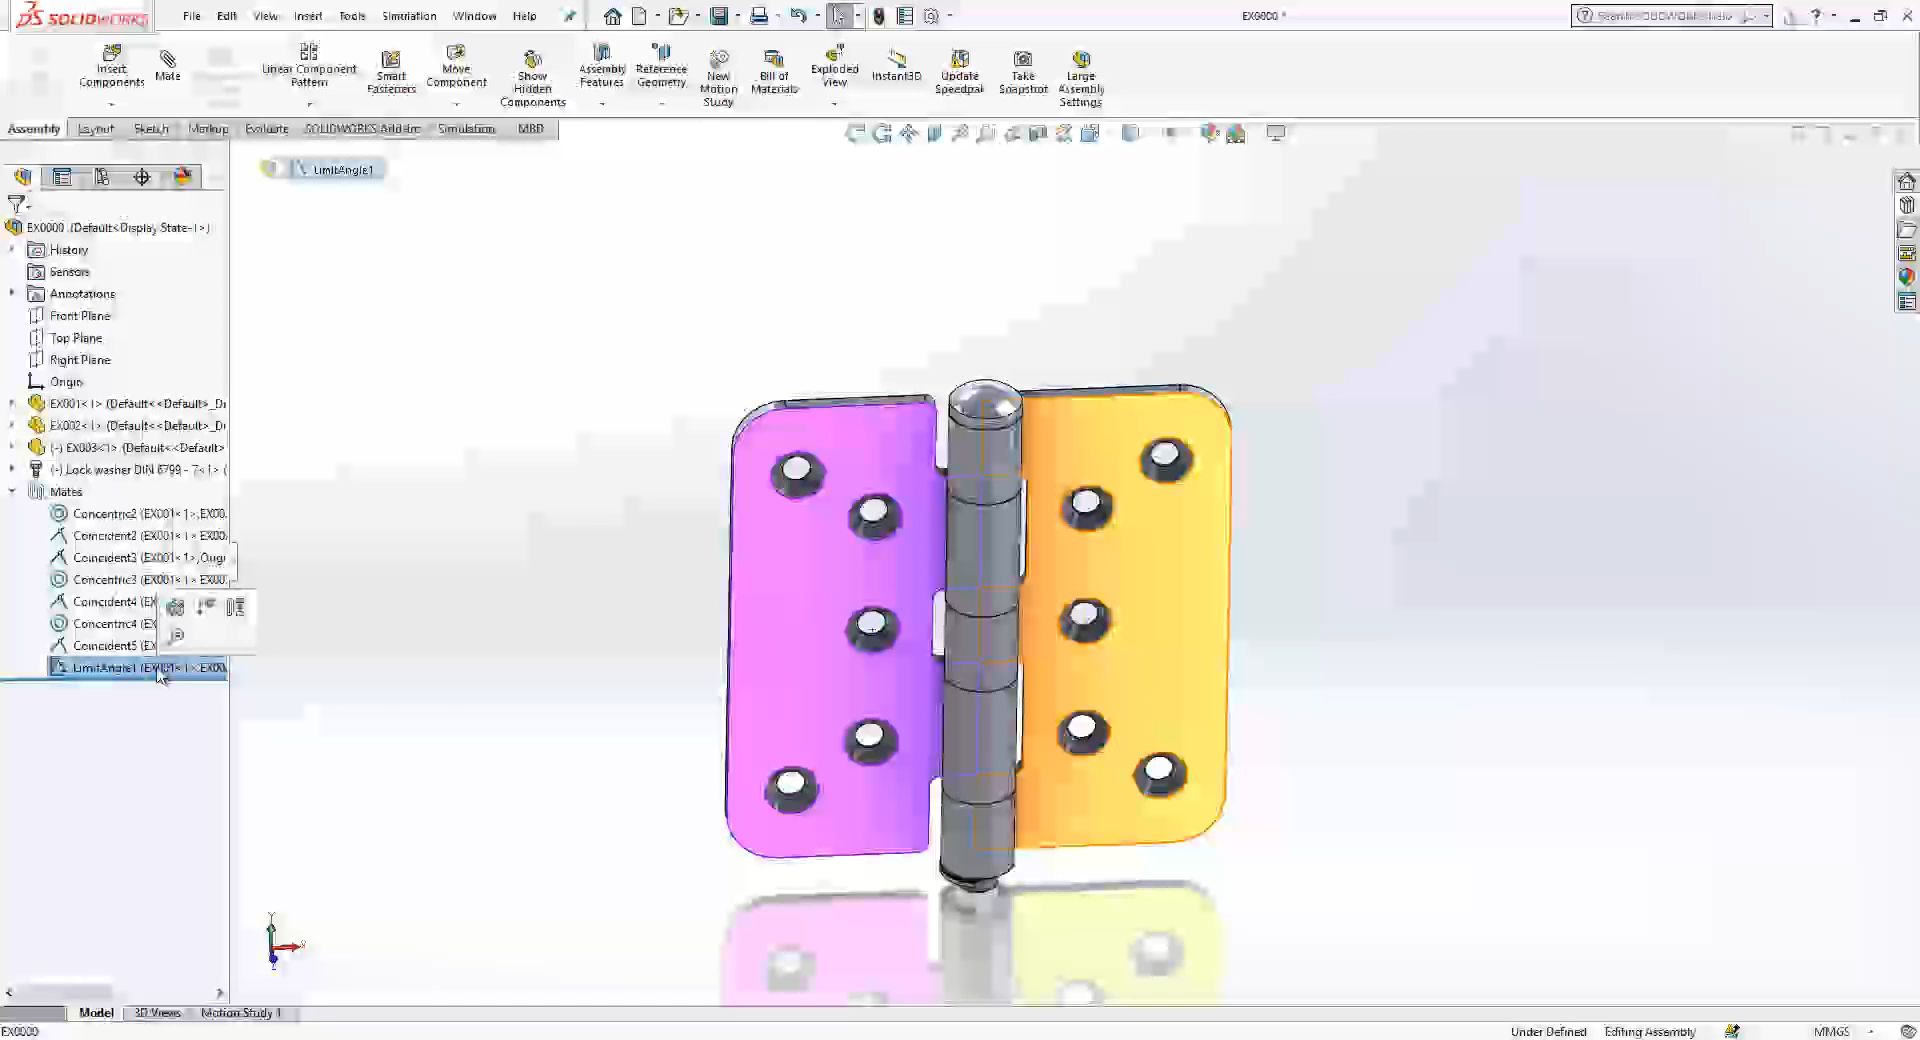 SOLIDWORKS
File Edit View Insert Tools Simulation Window Help
EX0000 *
Insert Components
Mate
Linear Component Pattern
Smart Fasteners
Move Component
Show Hidden Components
Assembly Features
Reference Geometry
New Motion Study
Bill of Materials
Exploded View
Instant3D
Update Speedpak
Take Snapshot
Large Assembly Settings
Assembly Layout Sketch Markup Evaluate SOLIDWORKS Add-Ins Simulation MBD
LimitAngle1
EX0000 (Default<Display State-1>)
History
Sensors
Annotations
Front Plane
Top Plane
Right Plane
Origin
EX001<1> (Default<<Default>_Di
EX002<1> (Default<<Default>_Di
(-) EX003<1> (Default<<Default>
(-) Lock washer DIN 6799 - 7<1> (
Mates
Concentric2 (EX001<1>,EX00
Coincident2 (EX001<1>,EX00
Coincident3 (EX001<1>,Origi
Concentric3 (EX001<1>,EX00
Coincident4 (EX
Concentric4 (EX
Coincident5 (EX
LimitAngle1 (EX001<1>,EX00
Y
X
Z
Model 3D Views Motion Study 1
EX0000
Under Defined Editing Assembly MMGS